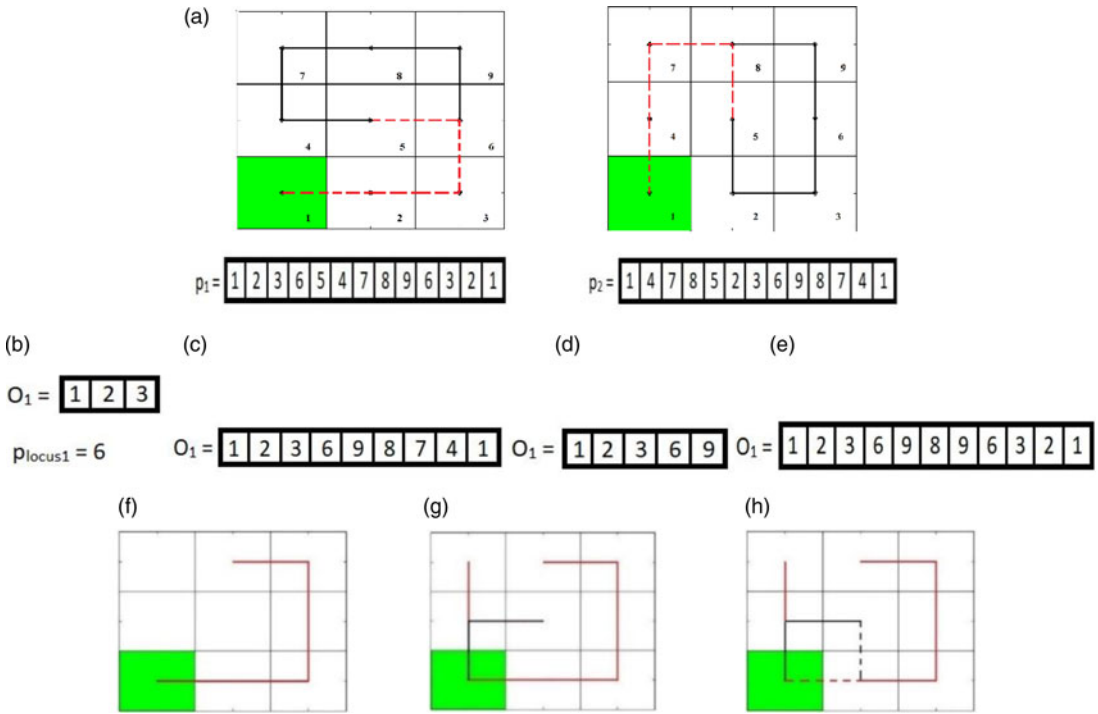 (a)
7 8 9
4 5 6
1 2 3
7 8 9
4 5 6
1 2 3
p1 = 1 2 3 6 5 4 7 8 9 6 3 2 1
p2 = 1 4 7 8 5 2 3 6 9 8 7 4 1
(b) (c) (d) (e)
O1 = 1 2 3
plocus1 = 6
O1 = 1 2 3 6 9 8 7 4 1
O1 = 1 2 3 6 9
O1 = 1 2 3 6 9 8 9 6 3 2 1
(f) (g) (h)